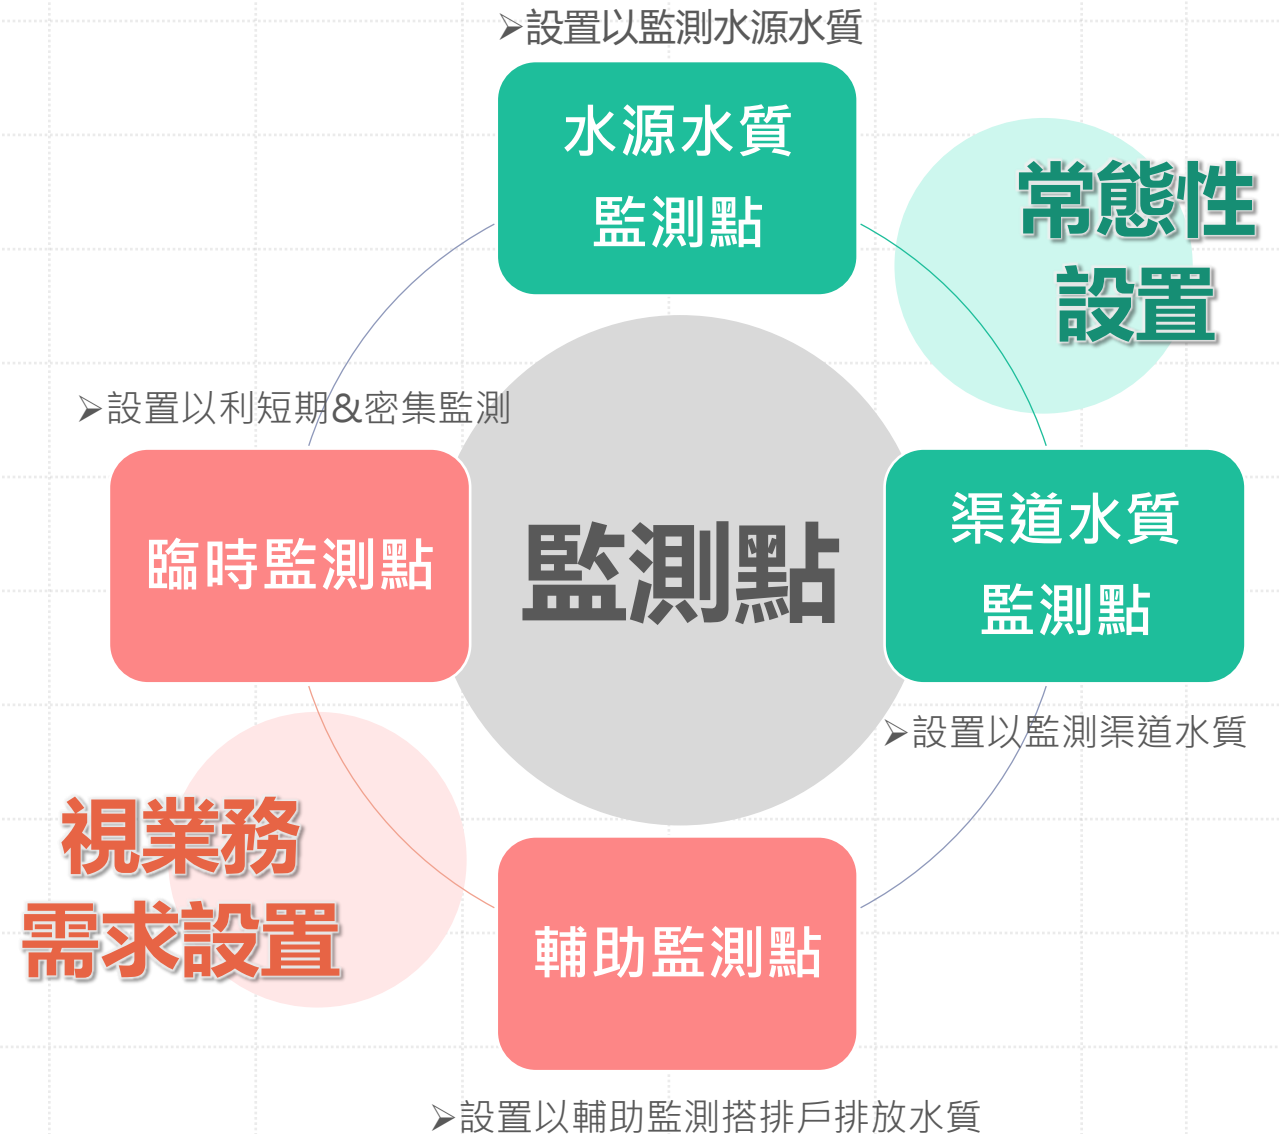 ➢設置以監測水源水質
水源水質
監測點
常態性
設置
➢設置以利短期&密集監測
臨時監測點
監測點
渠道水質
監測點
➢設置以監測渠道水質
視業務
需求設置
輔助監測點
➢設置以輔助監測搭排戶排放水質